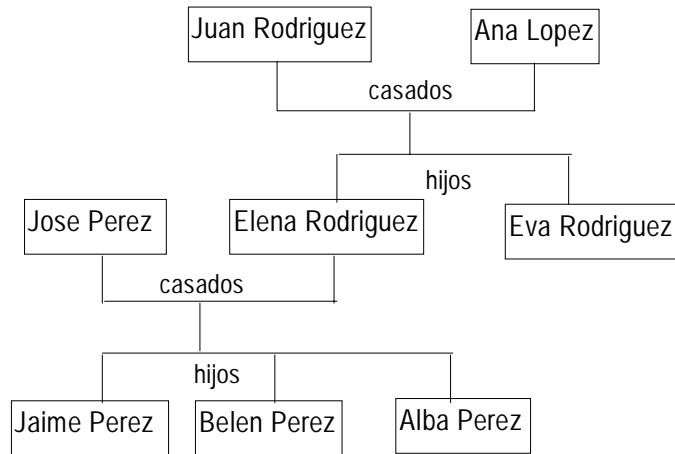 Juan Rodriguez
Ana Lopez
casados
hijos
Jose Perez
Elena Rodriguez
Eva Rodriguez
casados
hijos
Jaime Perez
Belen Perez
Alba Perez